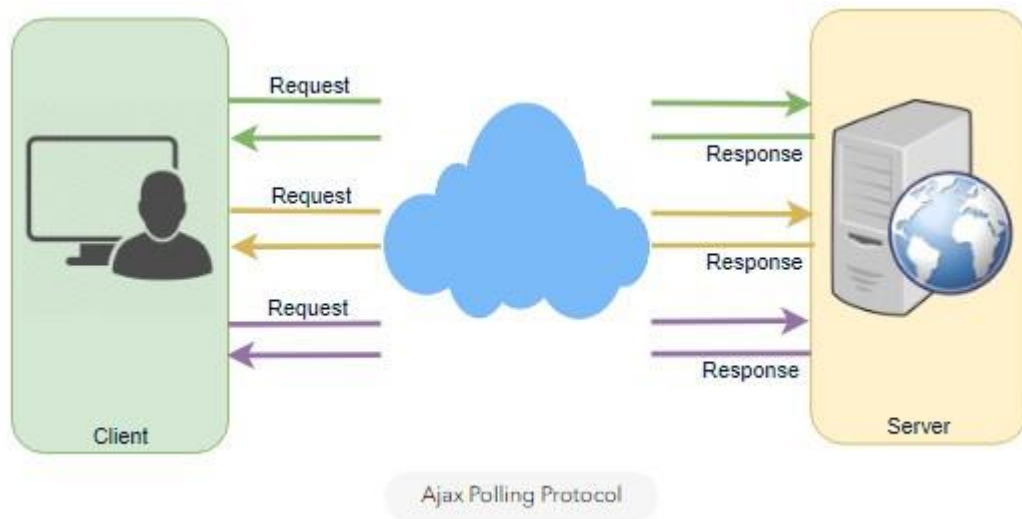 Request
Response
Request
Response
Request
Response
Client
Server
Ajax Polling Protocol